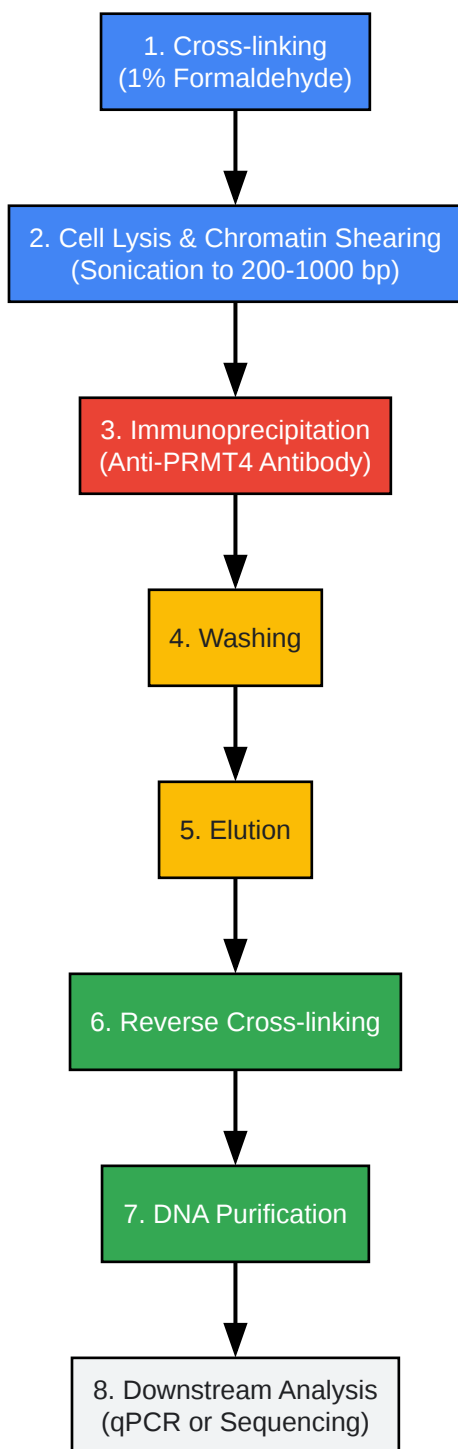 1. Cross-linking
(1% Formaldehyde)
2. Cell Lysis & Chromatin Shearing
(Sonication to 200-1000 bp)
3. Immunoprecipitation
(Anti-PRMT4 Antibody)
4. Washing
5. Elution
6. Reverse Cross-linking
7. DNA Purification
8. Downstream Analysis
(qPCR or Sequencing)